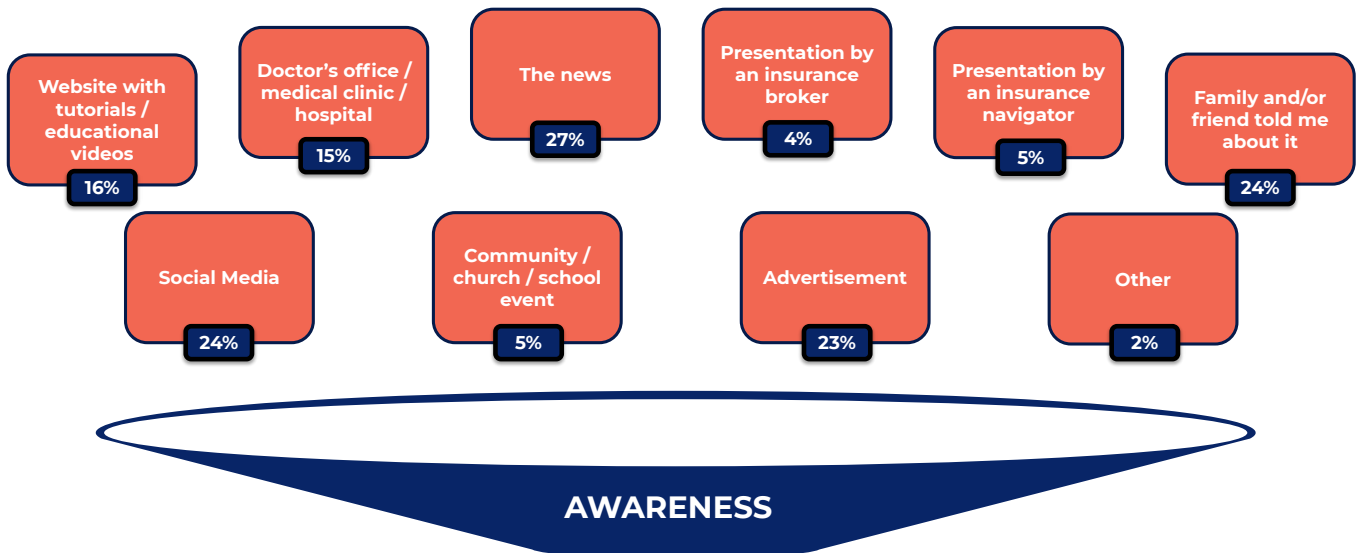 Website with
tutorials /
educational
videos
16%
Doctor’s office /
medical clinic /
hospital
15%
The news
27%
Presentation by
an insurance
broker
4%
Presentation by
an insurance
navigator
5%
Family and/or
friend told me
about it
24%
Social Media
24%
Community /
church / school
event
5%
Advertisement
23%
Other
2%
AWARENESS